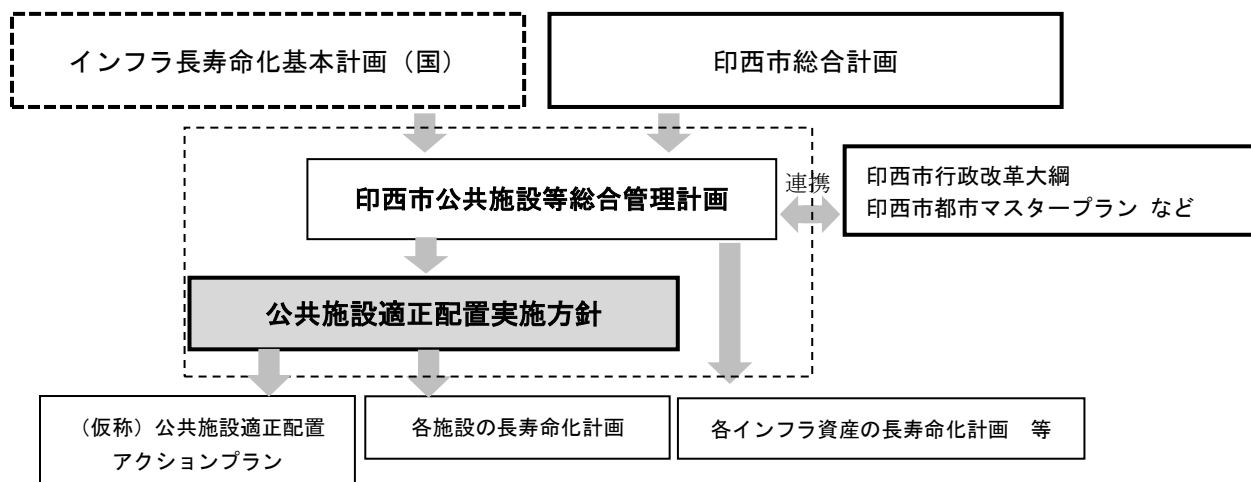 インフラ長寿命化基本計画（国）
印西市総合計画
印西市公共施設等総合管理計画
連携
印西市行政改革大綱
印西市都市マスタープラン など
公共施設適正配置実施方針
（仮称）公共施設適正配置
アクションプラン
各施設の長寿命化計画
各インフラ資産の長寿命化計画　等